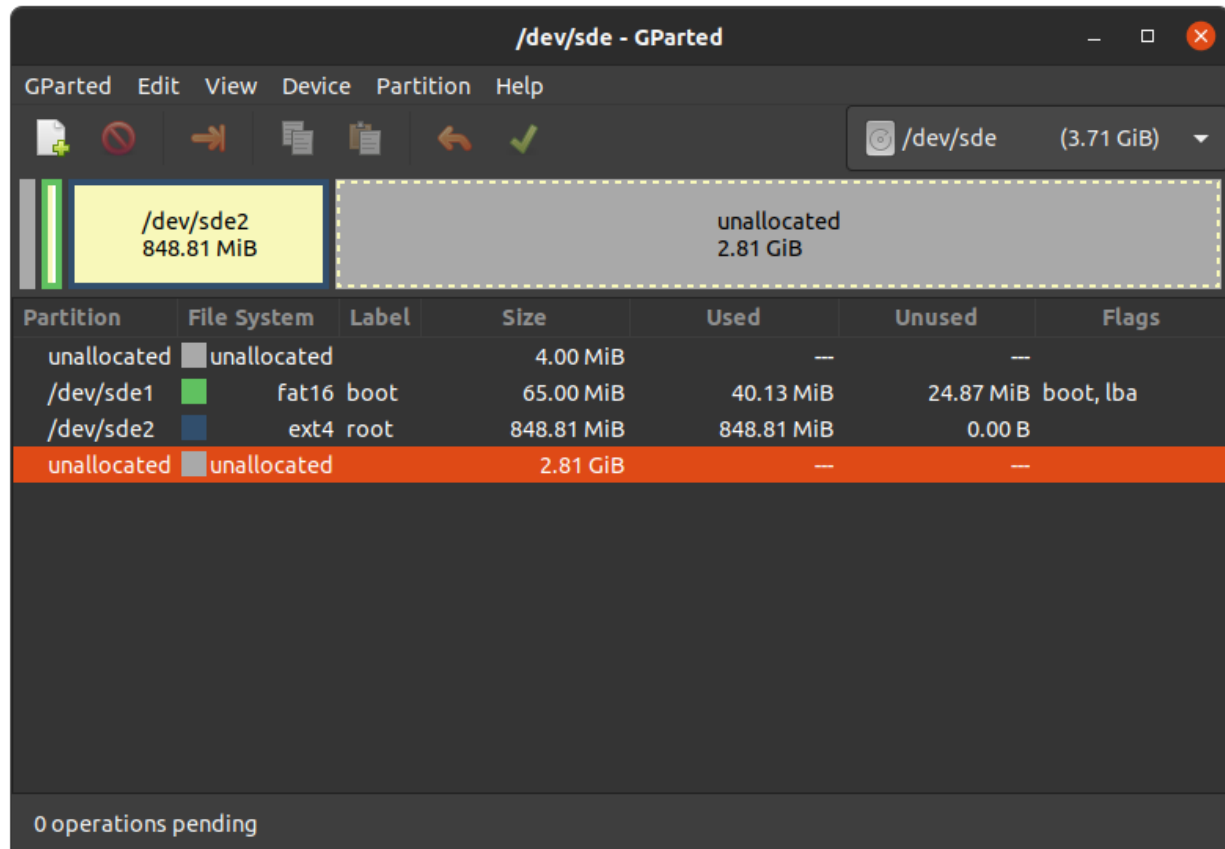 /dev/sde - GParted
GParted Edit View Device Partition Help
/dev/sde (3.71 GiB)
/dev/sde2
848.81 MiB
unallocated
2.81 GiB
Partition File System Label Size Used Unused Flags
unallocated unallocated 4.00 MiB --- ---
/dev/sde1 fat16 boot 65.00 MiB 40.13 MiB 24.87 MiB boot, lba
/dev/sde2 ext4 root 848.81 MiB 848.81 MiB 0.00 B
unallocated unallocated 2.81 GiB --- ---
0 operations pending